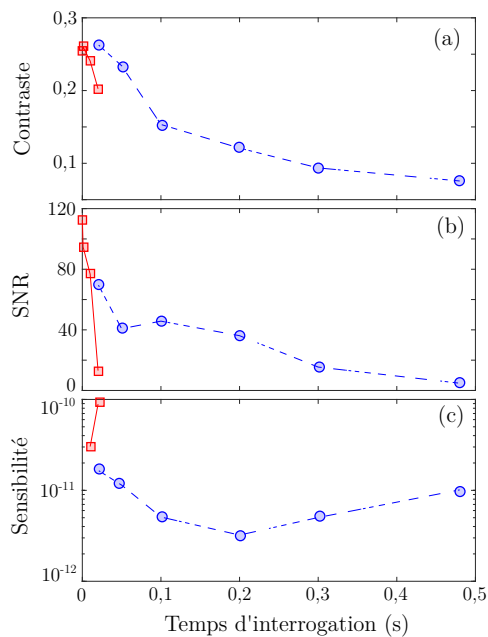 0,3
(a)
0,2
0,1
Contraste
120
(b)
80
40
0
SNR
10-10
(c)
10-11
10-12
Sensibilité
0 0,1 0,2 0,3 0,4 0,5
Temps d'interrogation (s)